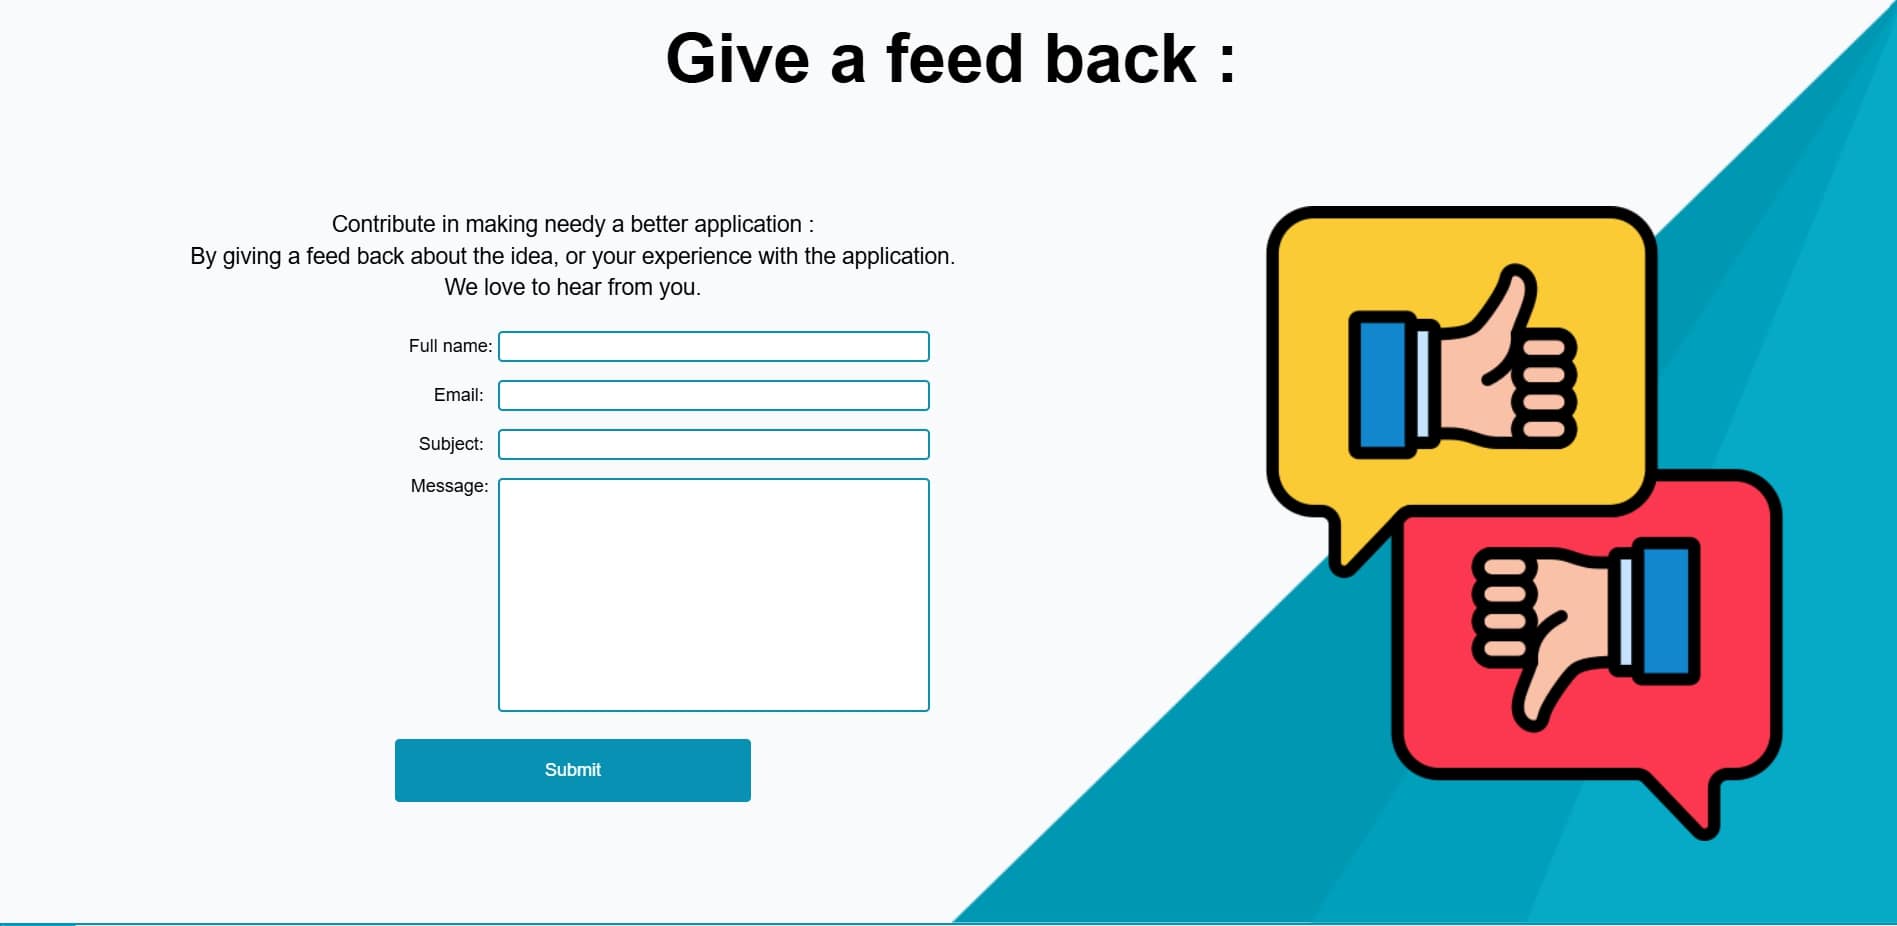 Give a feed back :
Contribute in making needy a better application :
By giving a feed back about the idea, or your experience with the application.
We love to hear from you.
Full name:
Email:
Subject:
Message:
Submit